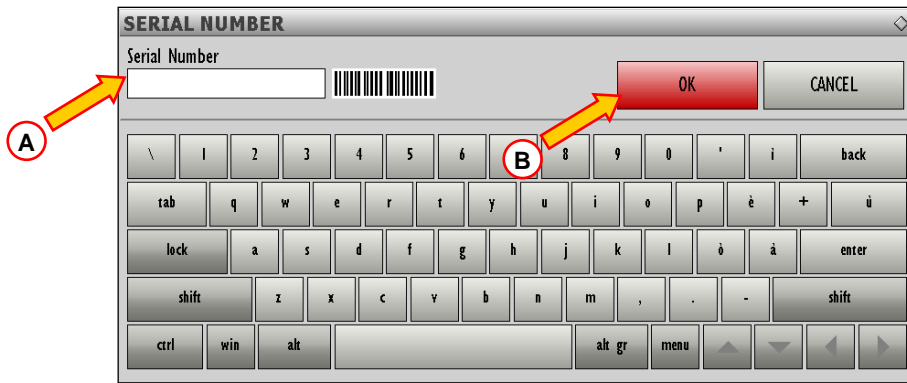 SERIAL NUMBER
Serial Number
OK CANCEL
A
B
\ 1 2 3 4 5 6 8 9 0 ' ì back
tab q w e r t y u i o p è + ù
lock a s d f g h j k l ò à enter
shift z x c v b n m , . - shift
ctrl win alt alt gr menu